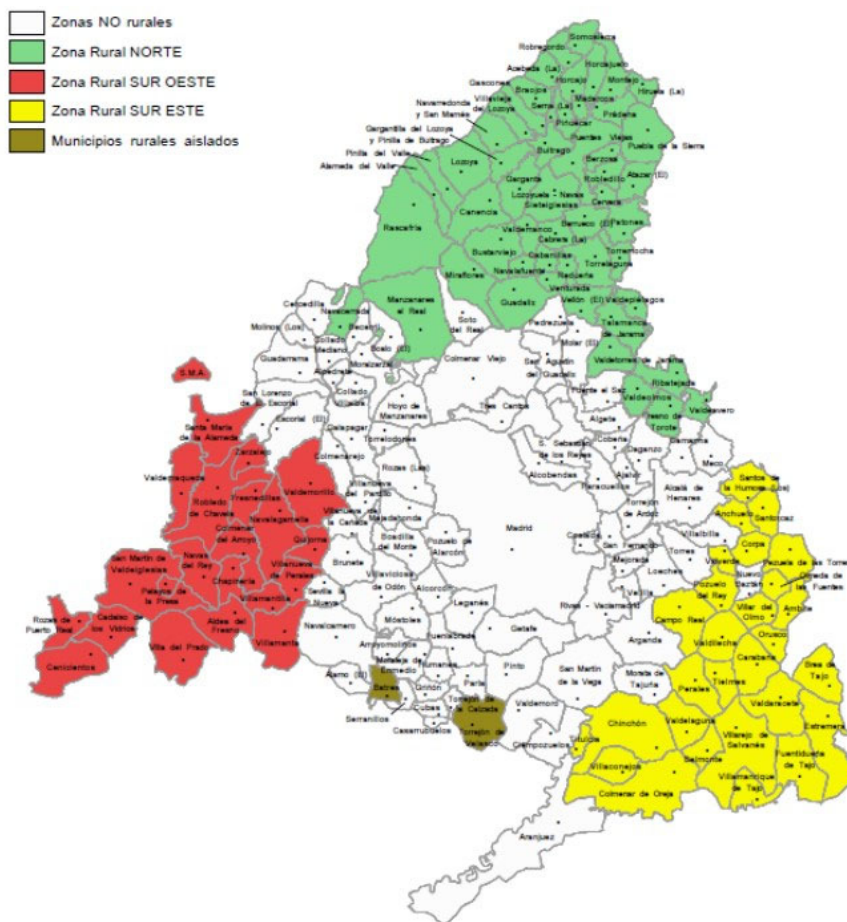 Zonas NO rurales
Zona Rural NORTE
Zona Rural SUR OESTE
Zona Rural SUR ESTE
Municipios rurales aislados
Somosierra
Robregordo
Acebeda (La)
Horcajuelo
Horcajo
Montejo
Hiruela (La)
Gascones
Braojos
Villavieja
del Lozoya
Serna (La)
Madarcos
Prádena
Navarredonda
y San Mamés
Piñuécar
Puentes Viejas
Puebla de la Sierra
Gargantilla del Lozoya
y Pinilla de Buitrago
Buitrago
Pinilla del Valle
Alameda del Valle
Lozoya
Garganta
Berzosa
Robledillo
Atazar (El)
Rascafría
Canencia
Lozoyuela - Navas
Sieteiglesias
Cervera
Valdemanco
Berrueco (El)
Patones
Cabrera (La)
Bustarviejo
Cabanillas
Torremocha
Miraflores
Navalafuente
Redueña
Torrelaguna
Venturada
Guadalix
Vellón (El)
Valdepiélagos
Cercedilla
Navacerrada
Manzanares
el Real
Soto
del Real
Pedrezuela
Talamanca
de Jarama
Molinos (Los)
Becerril
Collado
Mediano
Boalo (El)
Molar (El)
Guadarrama
Moralzarzal
Colmenar Viejo
San Agustín
del Guadalix
Valdetorres de Jarama
Alpedrete
S.M.A.
San Lorenzo
de El Escorial
Collado
Villalba
Hoyo de
Manzanares
Tres Cantos
Fuente el Saz
Valdeolmos
Ribatejada
Fresno de
Torote
Valdeavero
Santa María
de la Alameda
Escorial (El)
Galapagar
Torrelodones
Algete
Zarzalejo
Colmenarejo
S. Sebastián
de los Reyes
Cobeña
Daganzo
Camarma
Meco
Valdemaqueda
Robledo
de Chavela
Fresnedillas
Valdemorillo
Rozas (Las)
Alcobendas
Ajalvir
Paracuellos
Alcalá de
Henares
Santos de
la Humosa (Los)
Navalagamella
Villanueva
del Pardillo
Villanueva de
la Cañada
Majadahonda
Torrejón
de Ardoz
Anchuelo
Santorcaz
Colmenar
del Arroyo
Quijorna
Madrid
San Martín de
Valdeiglesias
Navas
del Rey
Boadilla
del Monte
Pozuelo de
Alarcón
Coslada
San Fernando
Villalbilla
Corpa
Chapinería
Villanueva
de Perales
Brunete
Mejorada
Torres
Valverde
Pezuela de las Torres
Pelayos de
la Presa
Villaviciosa
de Odón
Alcorcón
Loeches
Nuevo
Baztán
Olmeda de
las Fuentes
Villamantilla
Sevilla la
Nueva
Velilla
Pozuelo
del Rey
Rozas de
Puerto Real
Cadalso de
los Vidrios
Aldea del
Fresno
Leganés
Rivas - Vaciamadrid
Campo Real
Villar del
Olmo
Ambite
Móstoles
Villa del Prado
Villamanta
Navalcarnero
Getafe
Orusco
Cenicientos
Arroyomolinos
Fuenlabrada
Arganda
Valdilecha
Carabaña
Moraleja de
Enmedio
Humanes
Pinto
San Martín
de la Vega
Morata de
Tajuña
Brea de
Tajo
Álamo (El)
Batres
Griñón
Parla
Perales
Tielmes
Cubas
Torrejón de
la Calzada
Valdemoro
Valdaracete
Serranillos
Chinchón
Valdelaguna
Estremera
Casarrubuelos
Torrejón de
Velasco
Ciempozuelos
Titulcia
Villarejo de
Salvanés
Belmonte
Fuentidueña
de Tajo
Villaconejos
Colmenar de Oreja
Villamanrique
de Tajo
Aranjuez